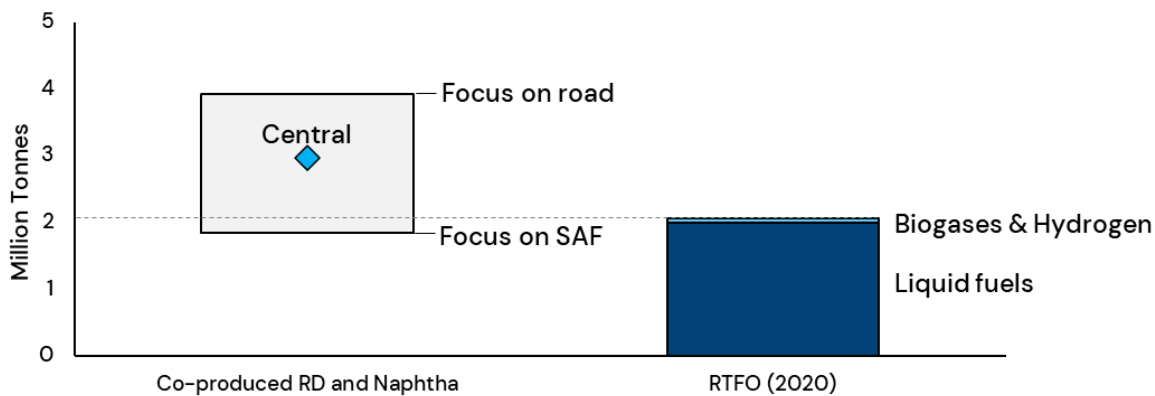 5
4
3
2
1
0
Million Tonnes
Focus on road
Central
Focus on SAF
Biogases & Hydrogen
Liquid fuels
Co-produced RD and Naphtha
RTFO (2020)